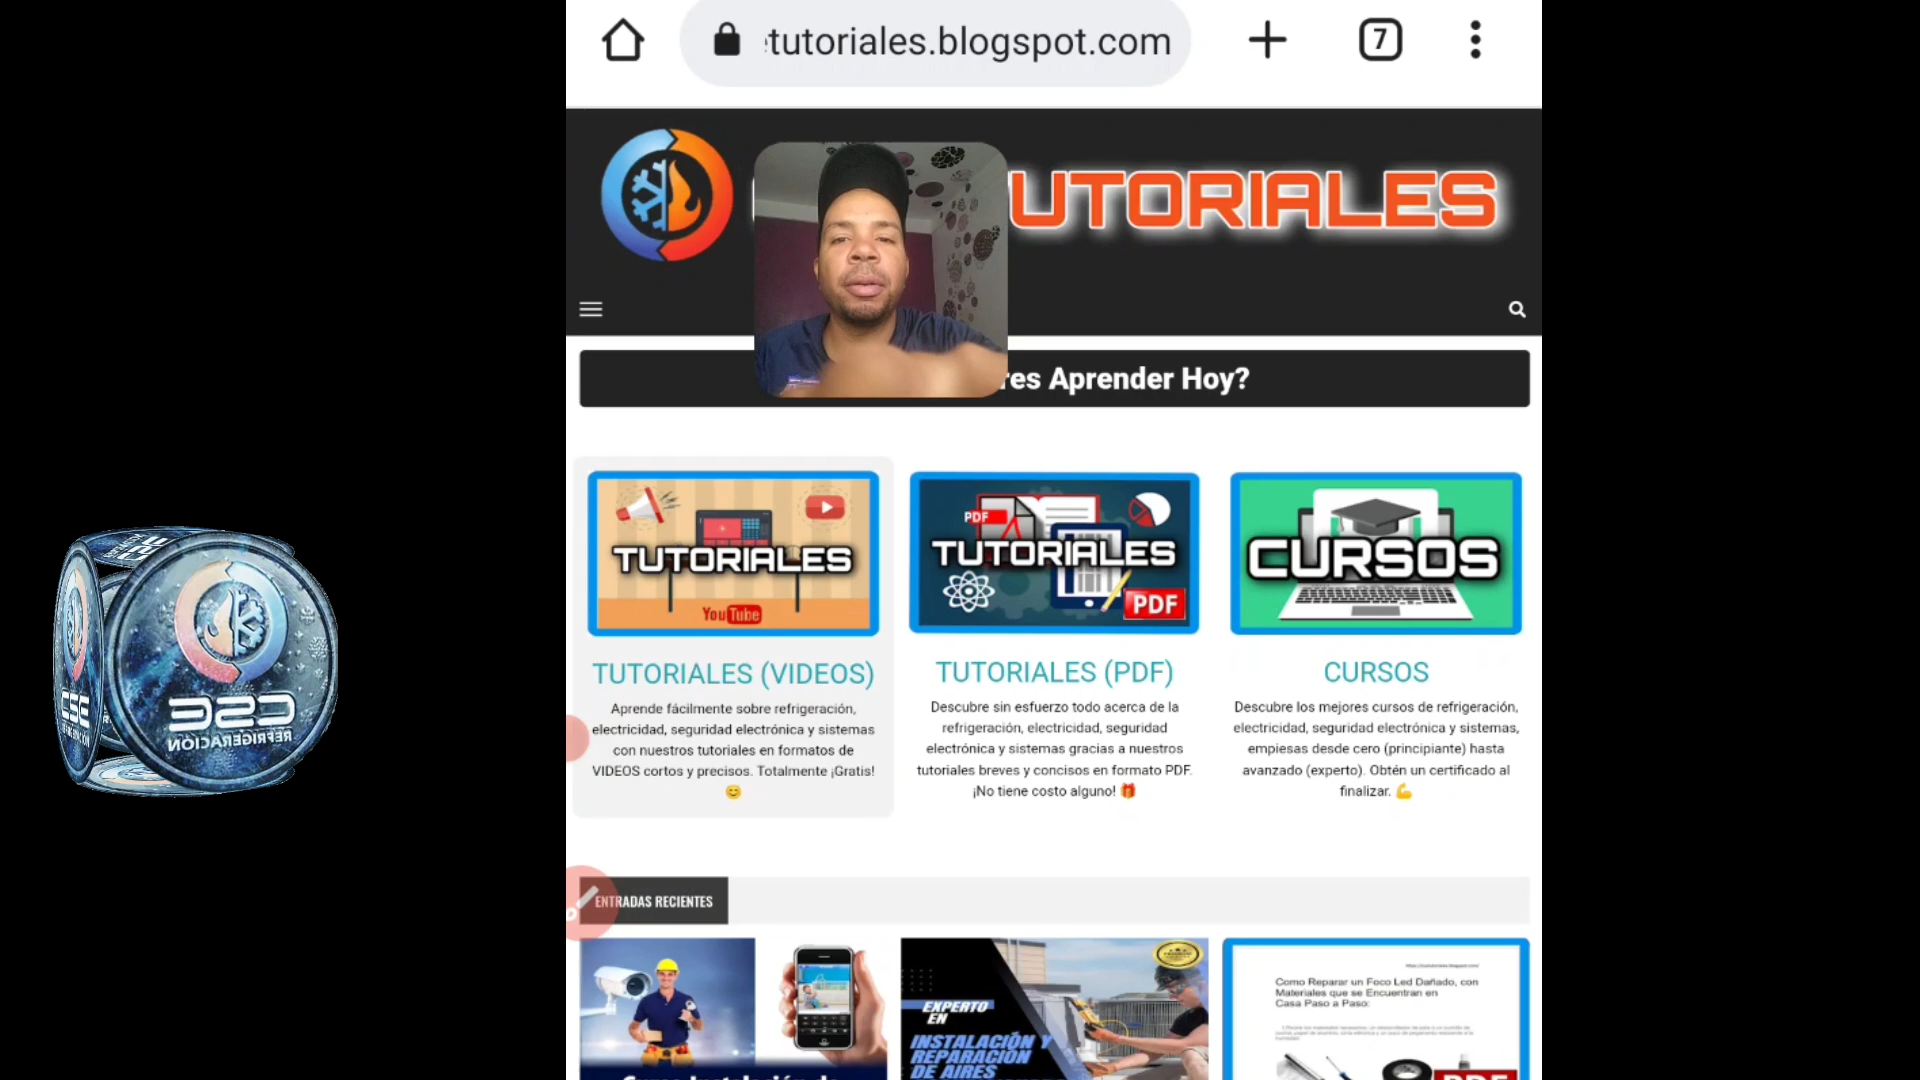 tutoriales.blogspot.com
7
UTORIALES
res Aprender Hoy?
TUTORIALES
YouTube
PDF
TUTORIALES
PDF
CURSOS
TUTORIALES (VIDEOS)
Aprende fácilmente sobre refrigeración,
electricidad, seguridad electrónica y sistemas
con nuestros tutoriales en formatos de
VIDEOS cortos y precisos. Totalmente ¡Gratis!
😊
TUTORIALES (PDF)
Descubre sin esfuerzo todo acerca de la
refrigeración, electricidad, seguridad
electrónica y sistemas gracias a nuestros
tutoriales breves y concisos en formato PDF.
¡No tiene costo alguno! 🎁
CURSOS
Descubre los mejores cursos de refrigeración,
electricidad, seguridad electrónica y sistemas,
empiesas desde cero (principiante) hasta
avanzado (experto). Obtén un certificado al
finalizar. 💪
CSE
REFRIGERACIÓN
CSE
ENTRADAS RECIENTES
EXPERTO
EN
INSTALACIÓN Y
REPARACIÓN
DE AIRES
Como Reparar un Foco Led Dañado, con
Materiales que se Encuentran en
Casa Paso a Paso:
PDF